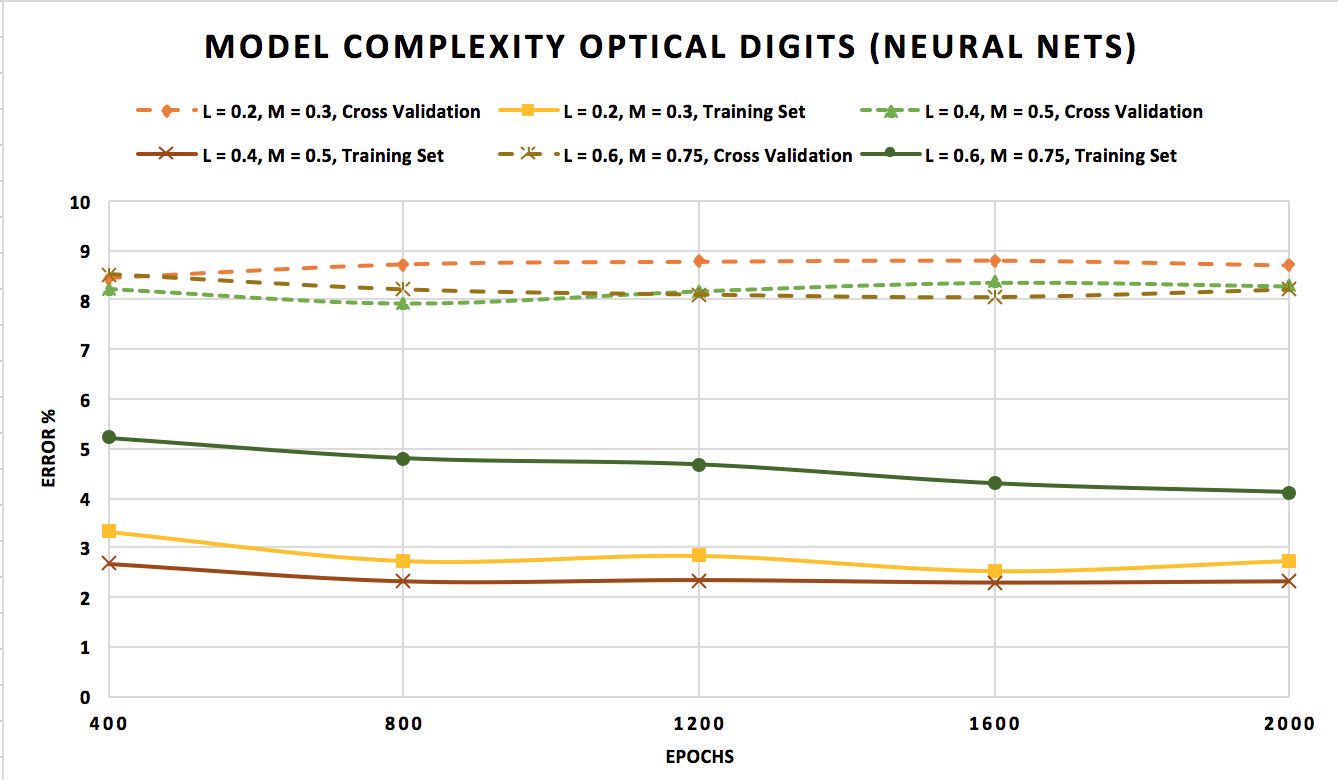 MODEL COMPLEXITY OPTICAL DIGITS (NEURAL NETS)
L = 0.2, M = 0.3, Cross Validation
L = 0.2, M = 0.3, Training Set
L = 0.4, M = 0.5, Cross Validation
L = 0.4, M = 0.5, Training Set
L = 0.6, M = 0.75, Cross Validation
L = 0.6, M = 0.75, Training Set
ERROR %
10
9
8
7
6
5
4
3
2
1
0
400 800 1200 1600 2000
EPOCHS